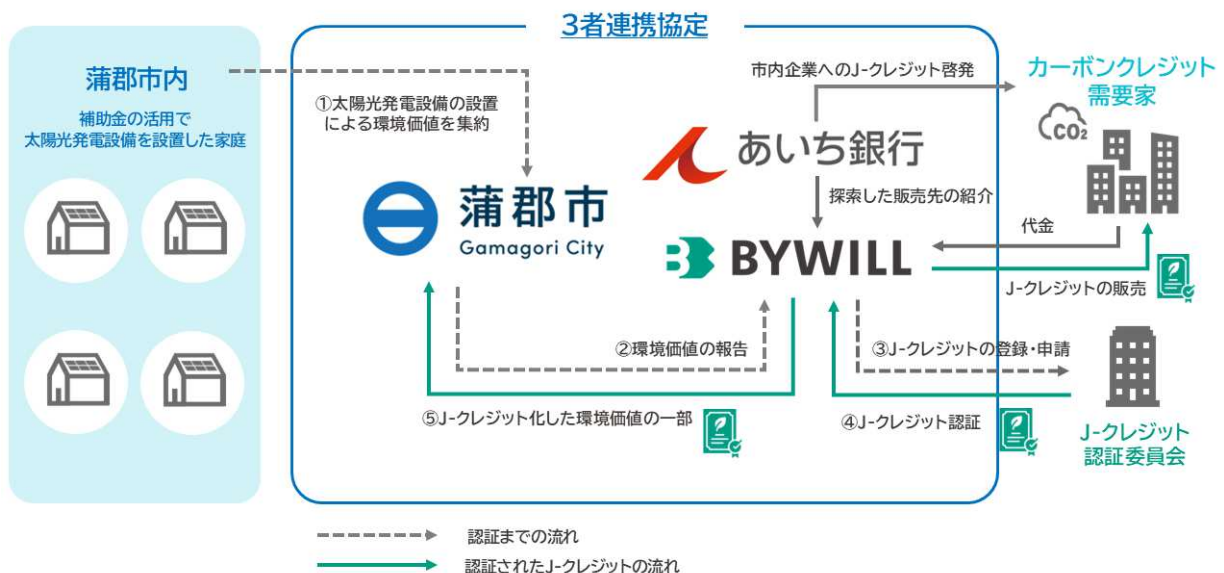 3者連携協定
蒲郡市内
補助金の活用で
太陽光発電設備を設置した家庭
①太陽光発電設備の設置
による環境価値を集約
市内企業へのJ-クレジット啓発
カーボンクレジット
需要家
CO2
あいち銀行
探索した販売先の紹介
蒲郡市
Gamagori City
BYWILL
代金
J-クレジットの販売
②環境価値の報告
③J-クレジットの登録・申請
⑤J-クレジット化した環境価値の一部
④J-クレジット認証
J-クレジット
認証委員会
認証までの流れ
認証されたJ-クレジットの流れ